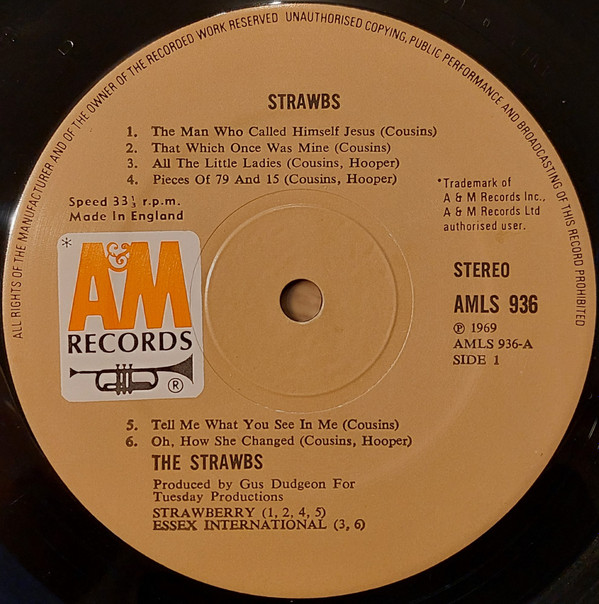 ALL RIGHTS OF THE MANUFACTURER AND OF THE OWNER OF THE RECORDED WORK RESERVED UNAUTHORISED COPYING, PUBLIC PERFORMANCE AND BROADCASTING OF THIS RECORD PROHIBITED
STRAWBS
1. The Man Who Called Himself Jesus (Cousins)
2. That Which Once Was Mine (Cousins)
3. All The Little Ladies (Cousins, Hooper)
4. Pieces Of 79 And 15 (Cousins, Hooper)
Speed 33⅓ r.p.m.
Made In England
*Trademark of
A & M Records Inc.,
A & M Records Ltd
authorised user.
*
A&M
RECORDS
®
STEREO
AMLS 936
℗ 1969
AMLS 936-A
SIDE 1
5. Tell Me What You See In Me (Cousins)
6. Oh, How She Changed (Cousins, Hooper)
THE STRAWBS
Produced by Gus Dudgeon For
Tuesday Productions
STRAWBERRY (1, 2, 4, 5)
ESSEX INTERNATIONAL (3, 6)